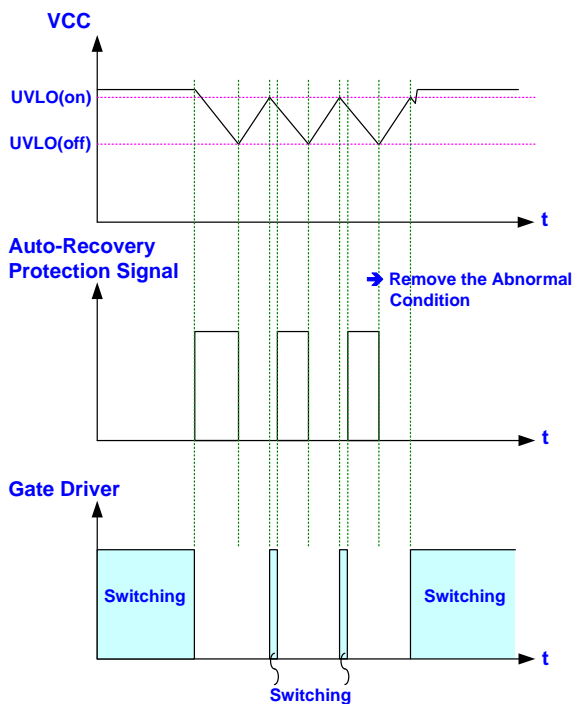 VCC
UVLO(on)
UVLO(off)
t
Auto-Recovery
Protection Signal
➔ Remove the Abnormal
Condition
t
Gate Driver
Switching
Switching
t
Switching